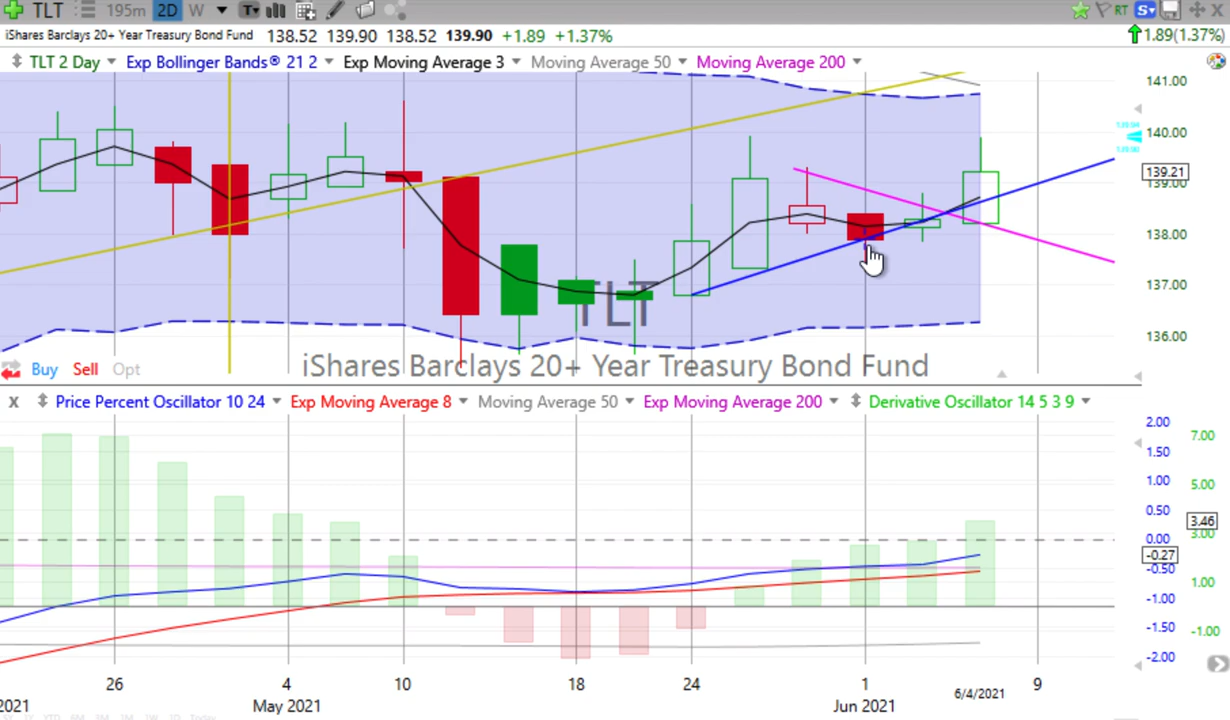 TLT 195m 2D W T RT S
iShares Barclays 20+ Year Treasury Bond Fund 138.52 139.90 138.52 139.90 +1.89 +1.37% 1.89(1.37%)
TLT 2 Day Exp Bollinger Bands® 21 2 Exp Moving Average 3 Moving Average 50 Moving Average 200
141.00
140.00
139.21
139.00
138.00
137.00
136.00
TLT
iShares Barclays 20+ Year Treasury Bond Fund
Buy Sell Opt
X Price Percent Oscillator 10 24 Exp Moving Average 8 Moving Average 50 Exp Moving Average 200 Derivative Oscillator 14 5 3 9
2.00
7.00
1.50
1.00
5.00
0.50
3.46
0.00
3.00
-0.27
-0.50
1.00
-1.00
-1.50
-1.00
-2.00
26 4 10 18 24 1 6/4/2021 9
2021 May 2021 Jun 2021